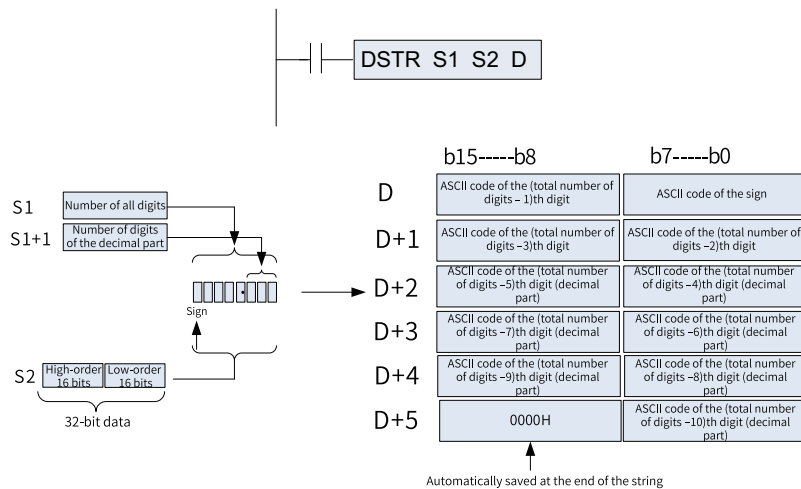 DSTR S1 S2 D
b15-----b8
b7-----b0
S1
Number of all digits
S1+1
Number of digits
of the decimal part
Sign
S2
High-order
16 bits
Low-order
16 bits
32-bit data
D
ASCII code of the (total number of
digits – 1)th digit
ASCII code of the sign
D+1
ASCII code of the (total number
of digits –3)th digit
ASCII code of the (total number
of digits –2)th digit
D+2
ASCII code of the (total number
of digits –5)th digit (decimal
part)
ASCII code of the (total number
of digits –4)th digit (decimal
part)
D+3
ASCII code of the (total number
of digits –7)th digit (decimal
part)
ASCII code of the (total number
of digits –6)th digit (decimal
part)
D+4
ASCII code of the (total number
of digits –9)th digit (decimal
part)
ASCII code of the (total number
of digits –8)th digit (decimal
part)
D+5
0000H
ASCII code of the (total number
of digits –10)th digit (decimal
part)
Automatically saved at the end of the string